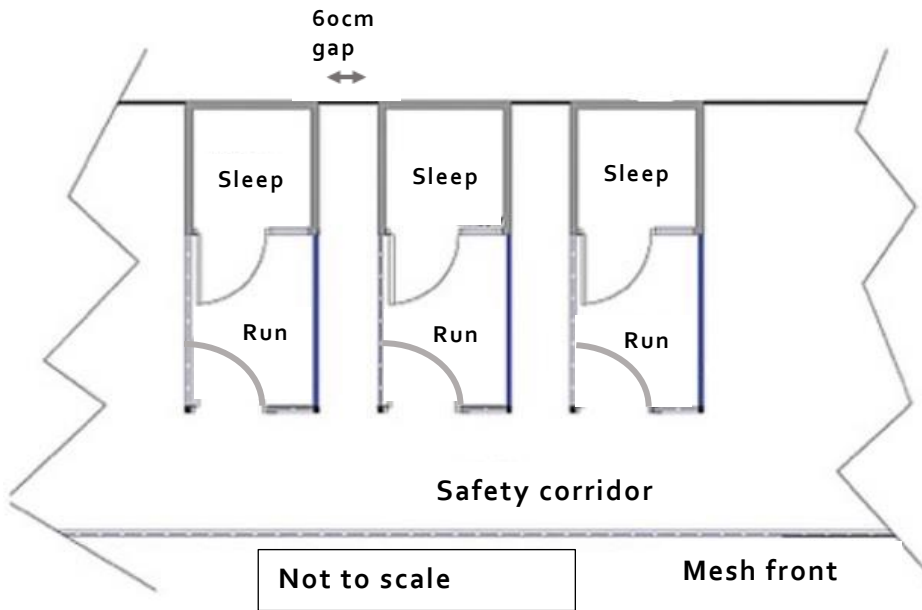 60cm
gap
Sleep
Sleep
Sleep
Run
Run
Run
Safety corridor
Not to scale
Mesh front